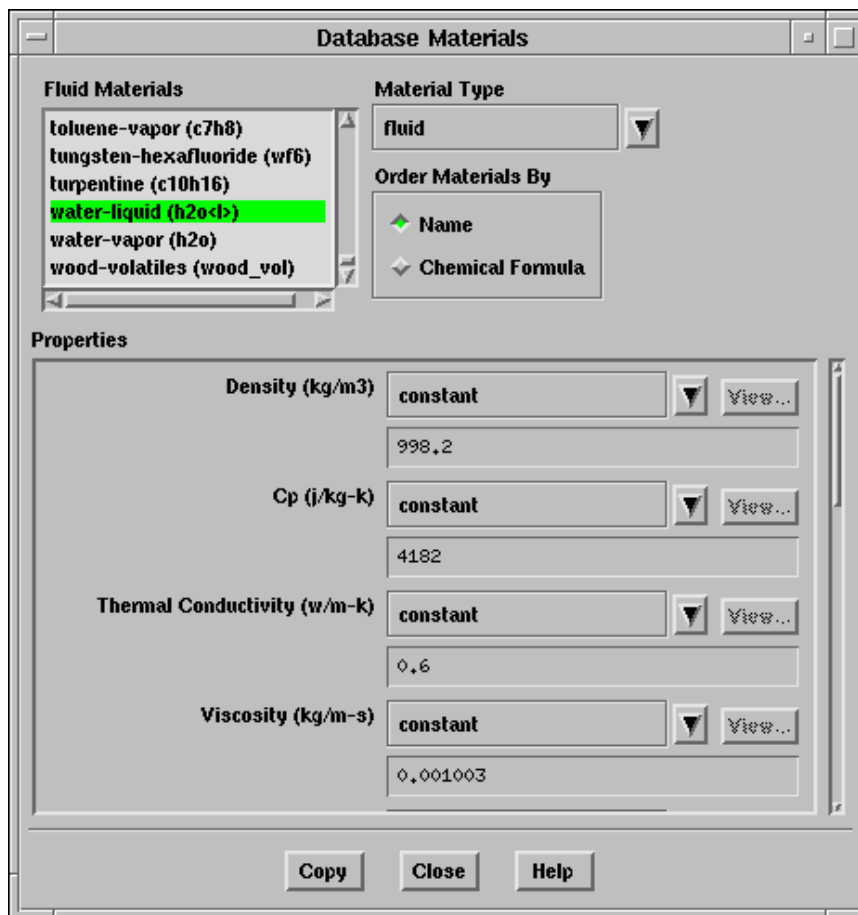 Database Materials
Fluid Materials
toluene-vapor (c7h8)
tungsten-hexafluoride (wf6)
turpentine (c10h16)
water-liquid (h2o<l>)
water-vapor (h2o)
wood-volatiles (wood_vol)
Material Type
fluid
Order Materials By
Name
Chemical Formula
Properties
Density (kg/m3) constant View...
998.2
Cp (j/kg-k) constant View...
4182
Thermal Conductivity (w/m-k) constant View...
0.6
Viscosity (kg/m-s) constant View...
0.001003
Copy Close Help